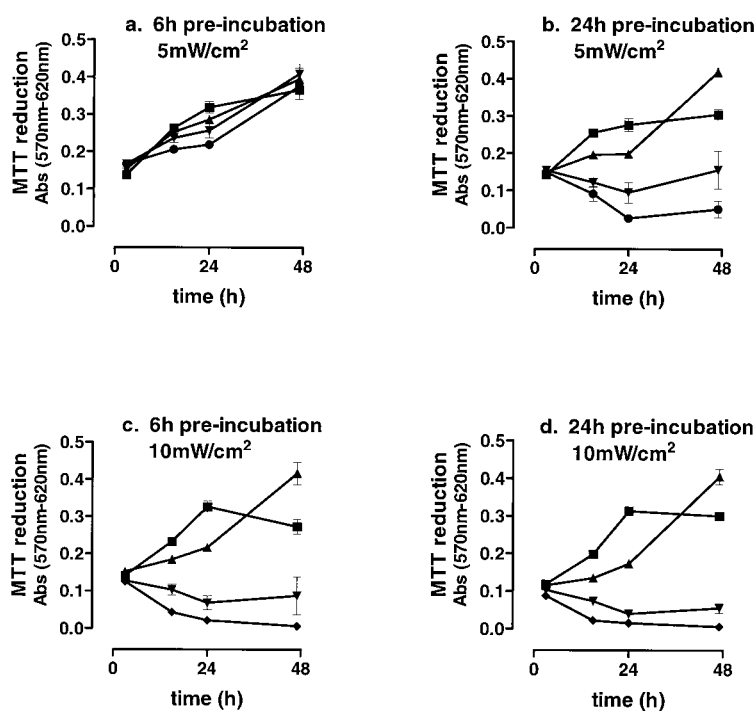 a. 6h pre-incubation
5mW/cm²
MTT reduction
Abs (570nm-620nm)
0.5
0.4
0.3
0.2
0.1
0.0
0
24
48
time (h)
b. 24h pre-incubation
5mW/cm²
MTT reduction
Abs (570nm-620nm)
0.5
0.4
0.3
0.2
0.1
0.0
0
24
48
time (h)
c. 6h pre-incubation
10mW/cm²
MTT reduction
Abs (570nm-620nm)
0.5
0.4
0.3
0.2
0.1
0.0
0
24
48
time (h)
d. 24h pre-incubation
10mW/cm²
MTT reduction
Abs (570nm-620nm)
0.5
0.4
0.3
0.2
0.1
0.0
0
24
48
time (h)